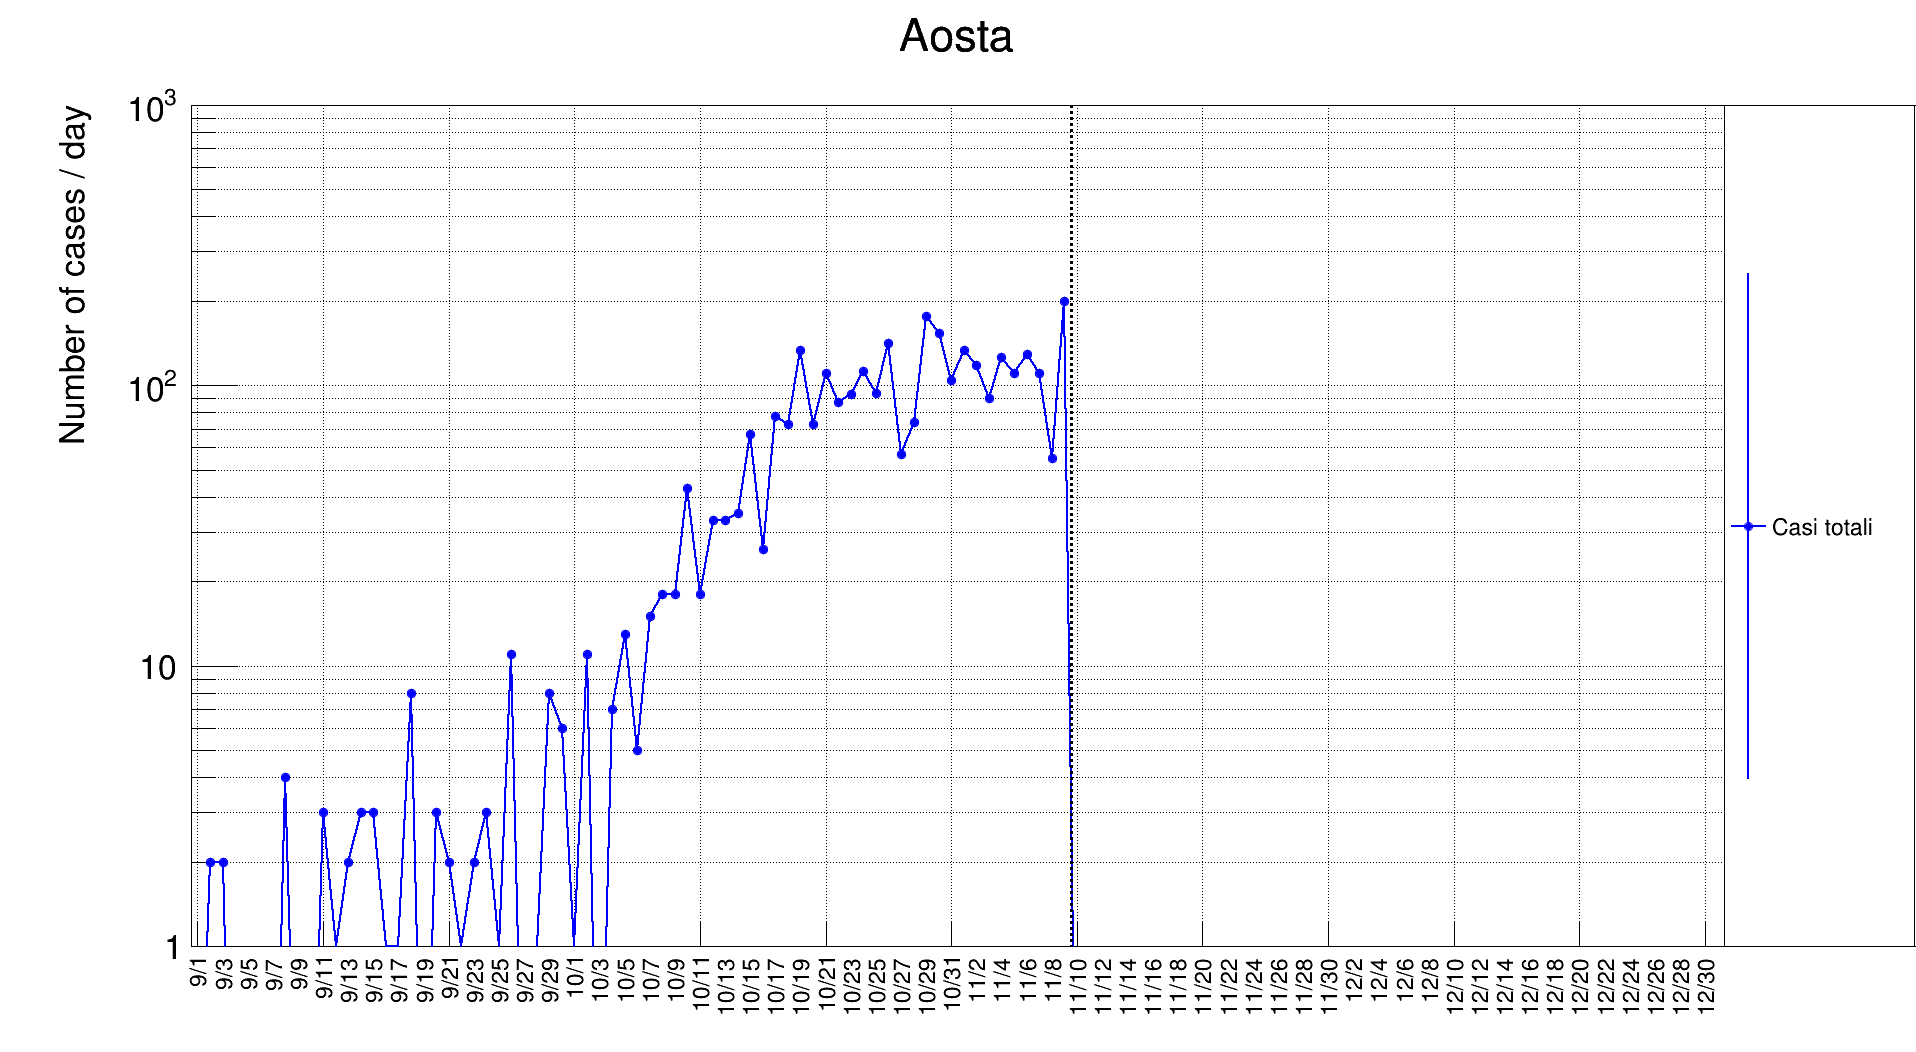 Aosta
Number of cases / day
10³
10²
10
1
9/1 9/3 9/5 9/7 9/9 9/11 9/13 9/15 9/17 9/19 9/21 9/23 9/25 9/27 9/29 10/1 10/3 10/5 10/7 10/9 10/11 10/13 10/15 10/17 10/19 10/21 10/23 10/25 10/27 10/29 10/31 11/2 11/4 11/6 11/8 11/10 11/12 11/14 11/16 11/18 11/20 11/22 11/24 11/26 11/28 11/30 12/2 12/4 12/6 12/8 12/10 12/12 12/14 12/16 12/18 12/20 12/22 12/24 12/26 12/28 12/30
Casi totali